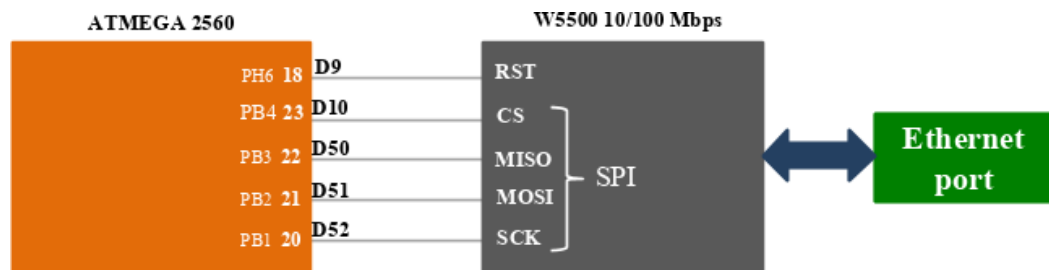 ATMEGA 2560
W5500 10/100 Mbps
PH6 18 D9 RST
PB4 23 D10 CS
PB3 22 D50 MISO
PB2 21 D51 MOSI
PB1 20 D52 SCK
SPI
Ethernet
port